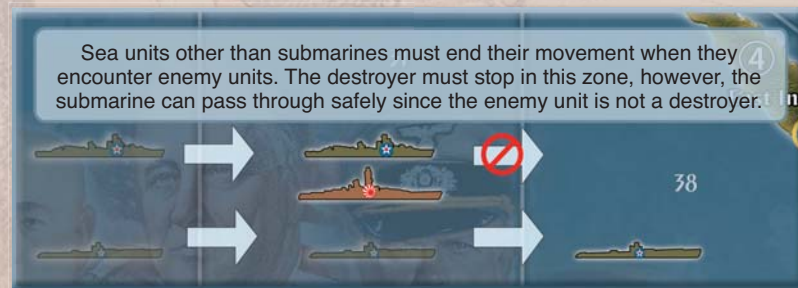 Sea units other than submarines must end their movement when they
encounter enemy units. The destroyer must stop in this zone, however, the
submarine can pass through safely since the enemy unit is not a destroyer.
4
38